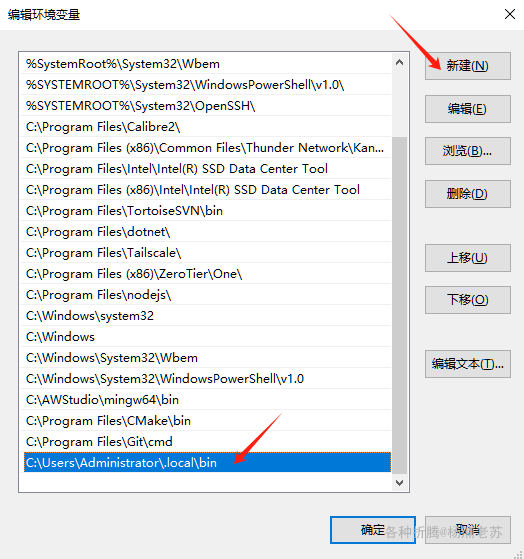 编辑环境变量
%SystemRoot%\System32\Wbem
%SYSTEMROOT%\System32\WindowsPowerShell\v1.0\
%SYSTEMROOT%\System32\OpenSSH\
C:\Program Files\Calibre2\
C:\Program Files (x86)\Common Files\Thunder Network\Kan...
C:\Program Files\Intel\Intel(R) SSD Data Center Tool
C:\Program Files (x86)\Intel\Intel(R) SSD Data Center Tool
C:\Program Files\TortoiseSVN\bin
C:\Program Files\dotnet\
C:\Program Files\Tailscale\
C:\Program Files (x86)\ZeroTier\One\
C:\Program Files\nodejs\
C:\Windows\system32
C:\Windows
C:\Windows\System32\Wbem
C:\Windows\System32\WindowsPowerShell\v1.0
C:\AWStudio\mingw64\bin
C:\Program Files\CMake\bin
C:\Program Files\Git\cmd
C:\Users\Administrator\.local\bin
新建(N)
编辑(E)
浏览(B)...
删除(D)
上移(U)
下移(O)
编辑文本(T)...
确定
取消
各种折腾@杨浦老苏